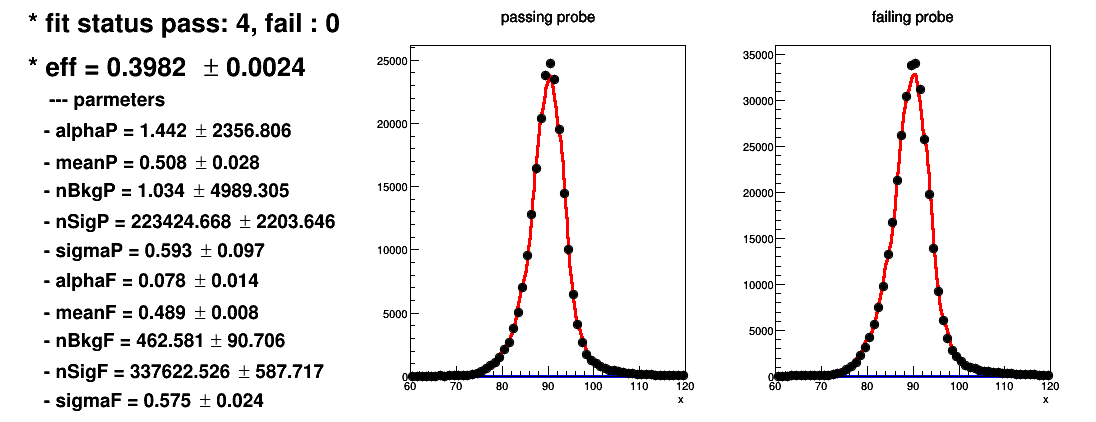 * fit status pass: 4, fail : 0
* eff = 0.3982 ± 0.0024
--- parmeters
- alphaP = 1.442 ± 2356.806
- meanP = 0.508 ± 0.028
- nBkgP = 1.034 ± 4989.305
- nSigP = 223424.668 ± 2203.646
- sigmaP = 0.593 ± 0.097
- alphaF = 0.078 ± 0.014
- meanF = 0.489 ± 0.008
- nBkgF = 462.581 ± 90.706
- nSigF = 337622.526 ± 587.717
- sigmaF = 0.575 ± 0.024
passing probe
25000
20000
15000
10000
5000
0
60 70 80 90 100 110 120
x
failing probe
35000
30000
25000
20000
15000
10000
5000
0
60 70 80 90 100 110 120
x